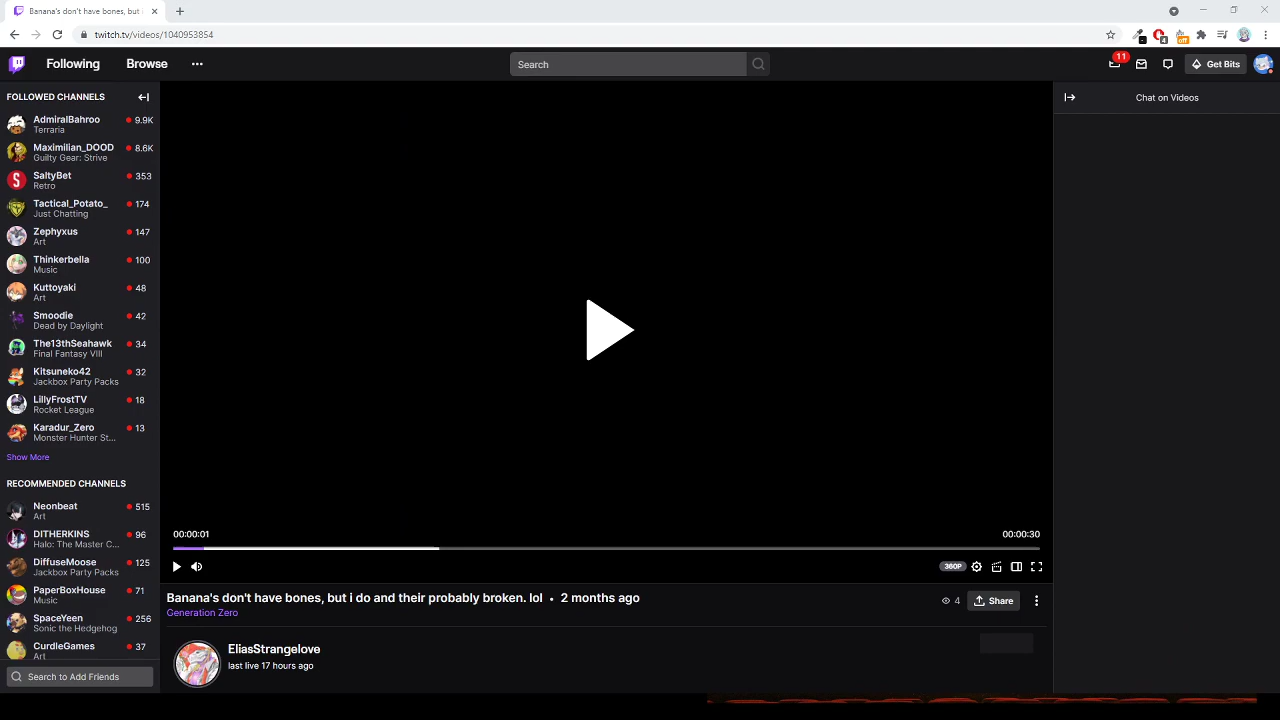 Banana's don't have bones, but i
twitch.tv/videos/1040953854
4
off
Following
Browse
Search
11
Get Bits
FOLLOWED CHANNELS
AdmiralBahroo 9.9K
Terraria
Maximilian_DOOD 8.6K
Guilty Gear: Strive
SaltyBet 353
Retro
Tactical_Potato_ 174
Just Chatting
Zephyxus 147
Art
Thinkerbella 100
Music
Kuttoyaki 48
Art
Smoodie 42
Dead by Daylight
The13thSeahawk 34
Final Fantasy VIII
Kitsuneko42 32
Jackbox Party Packs
LillyFrostTV 18
Rocket League
Karadur_Zero 13
Monster Hunter St...
Show More
RECOMMENDED CHANNELS
Neonbeat 515
Art
DITHERKINS 96
Halo: The Master C...
DiffuseMoose 125
Jackbox Party Packs
PaperBoxHouse 71
Music
SpaceYeen 256
Sonic the Hedgehog
CurdleGames 37
Art
Search to Add Friends
Chat on Videos
00:00:01
00:00:30
360P
Banana's don't have bones, but i do and their probably broken. lol • 2 months ago
Generation Zero
4
Share
EliasStrangelove
last live 17 hours ago